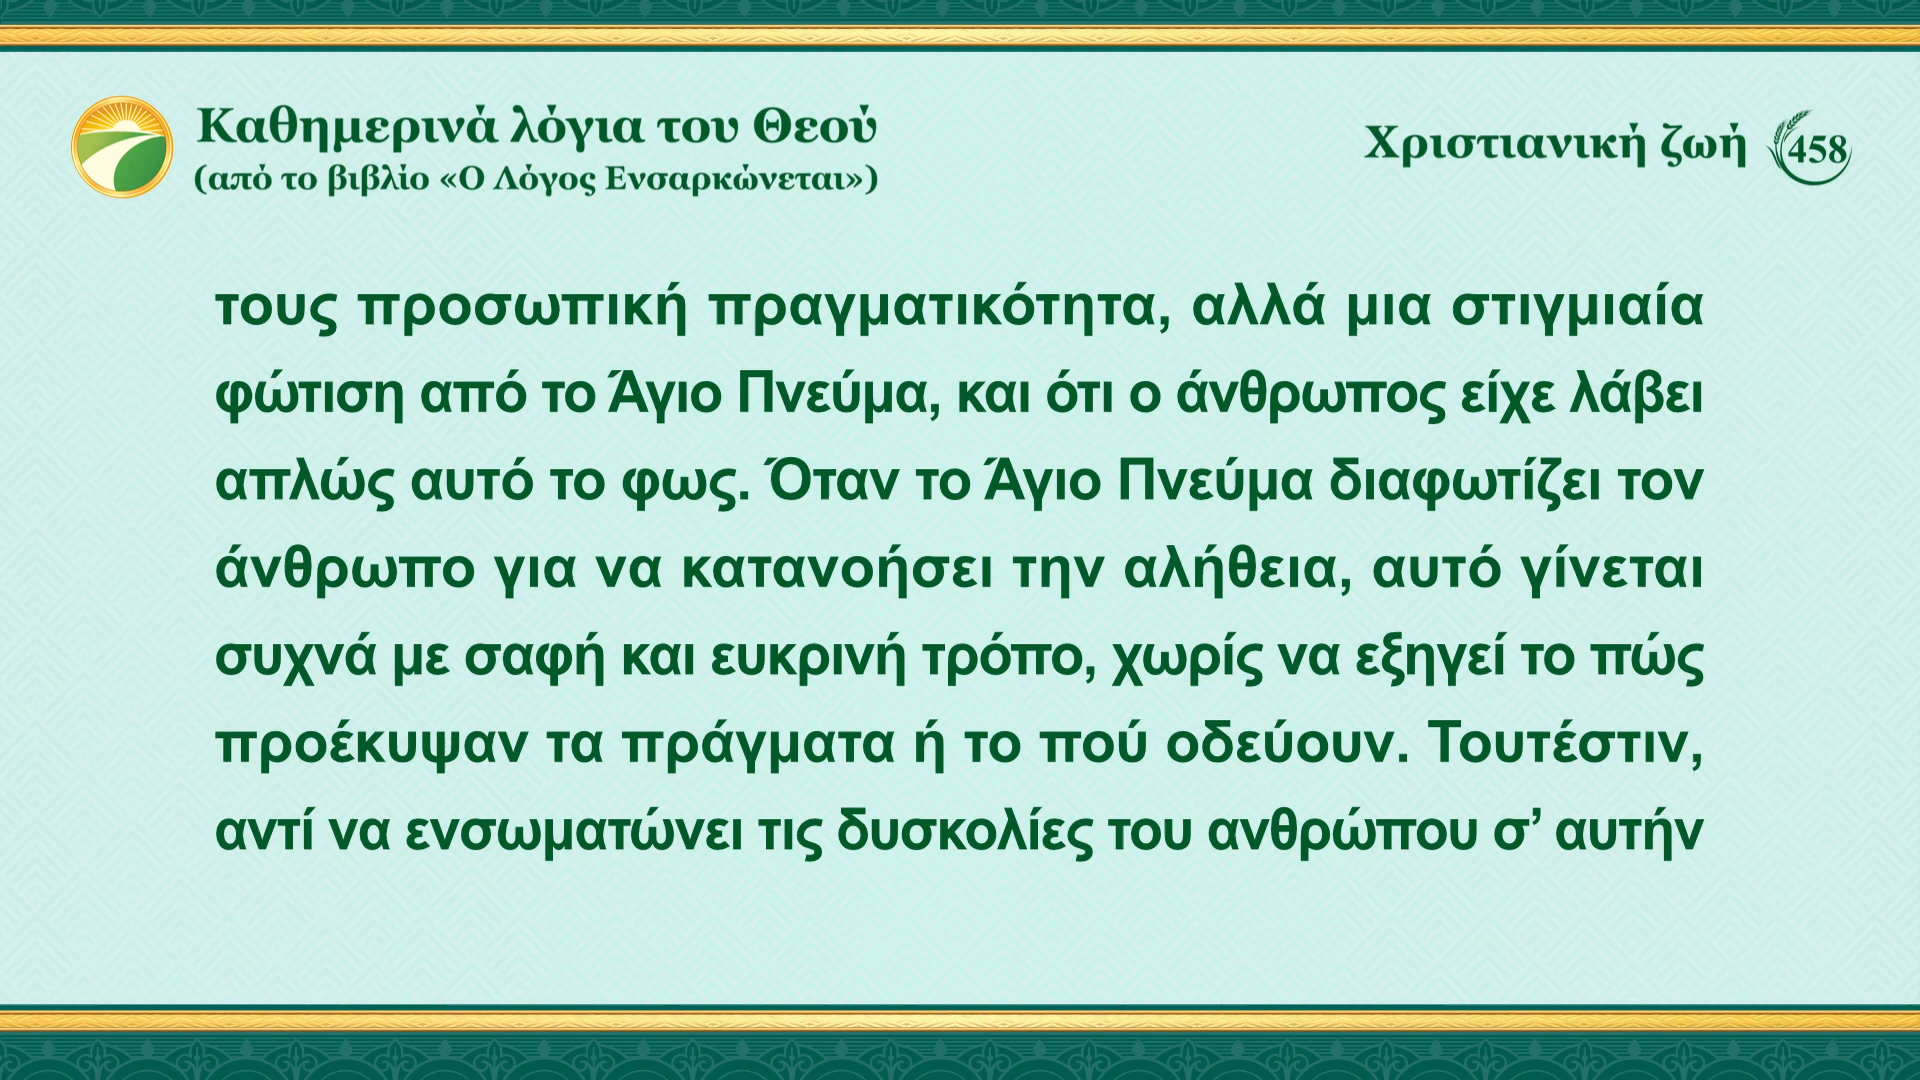 Καθημερινά λόγια του Θεού
(από το βιβλίο «Ο Λόγος Ενσαρκώνεται»)
Χριστιανική ζωή 458
τους προσωπική πραγματικότητα, αλλά μια στιγμιαία
φώτιση από το Άγιο Πνεύμα, και ότι ο άνθρωπος είχε λάβει
απλώς αυτό το φως. Όταν το Άγιο Πνεύμα διαφωτίζει τον
άνθρωπο για να κατανοήσει την αλήθεια, αυτό γίνεται
συχνά με σαφή και ευκρινή τρόπο, χωρίς να εξηγεί το πώς
προέκυψαν τα πράγματα ή το πού οδεύουν. Τουτέστιν,
αντί να ενσωματώνει τις δυσκολίες του ανθρώπου σ’ αυτήν